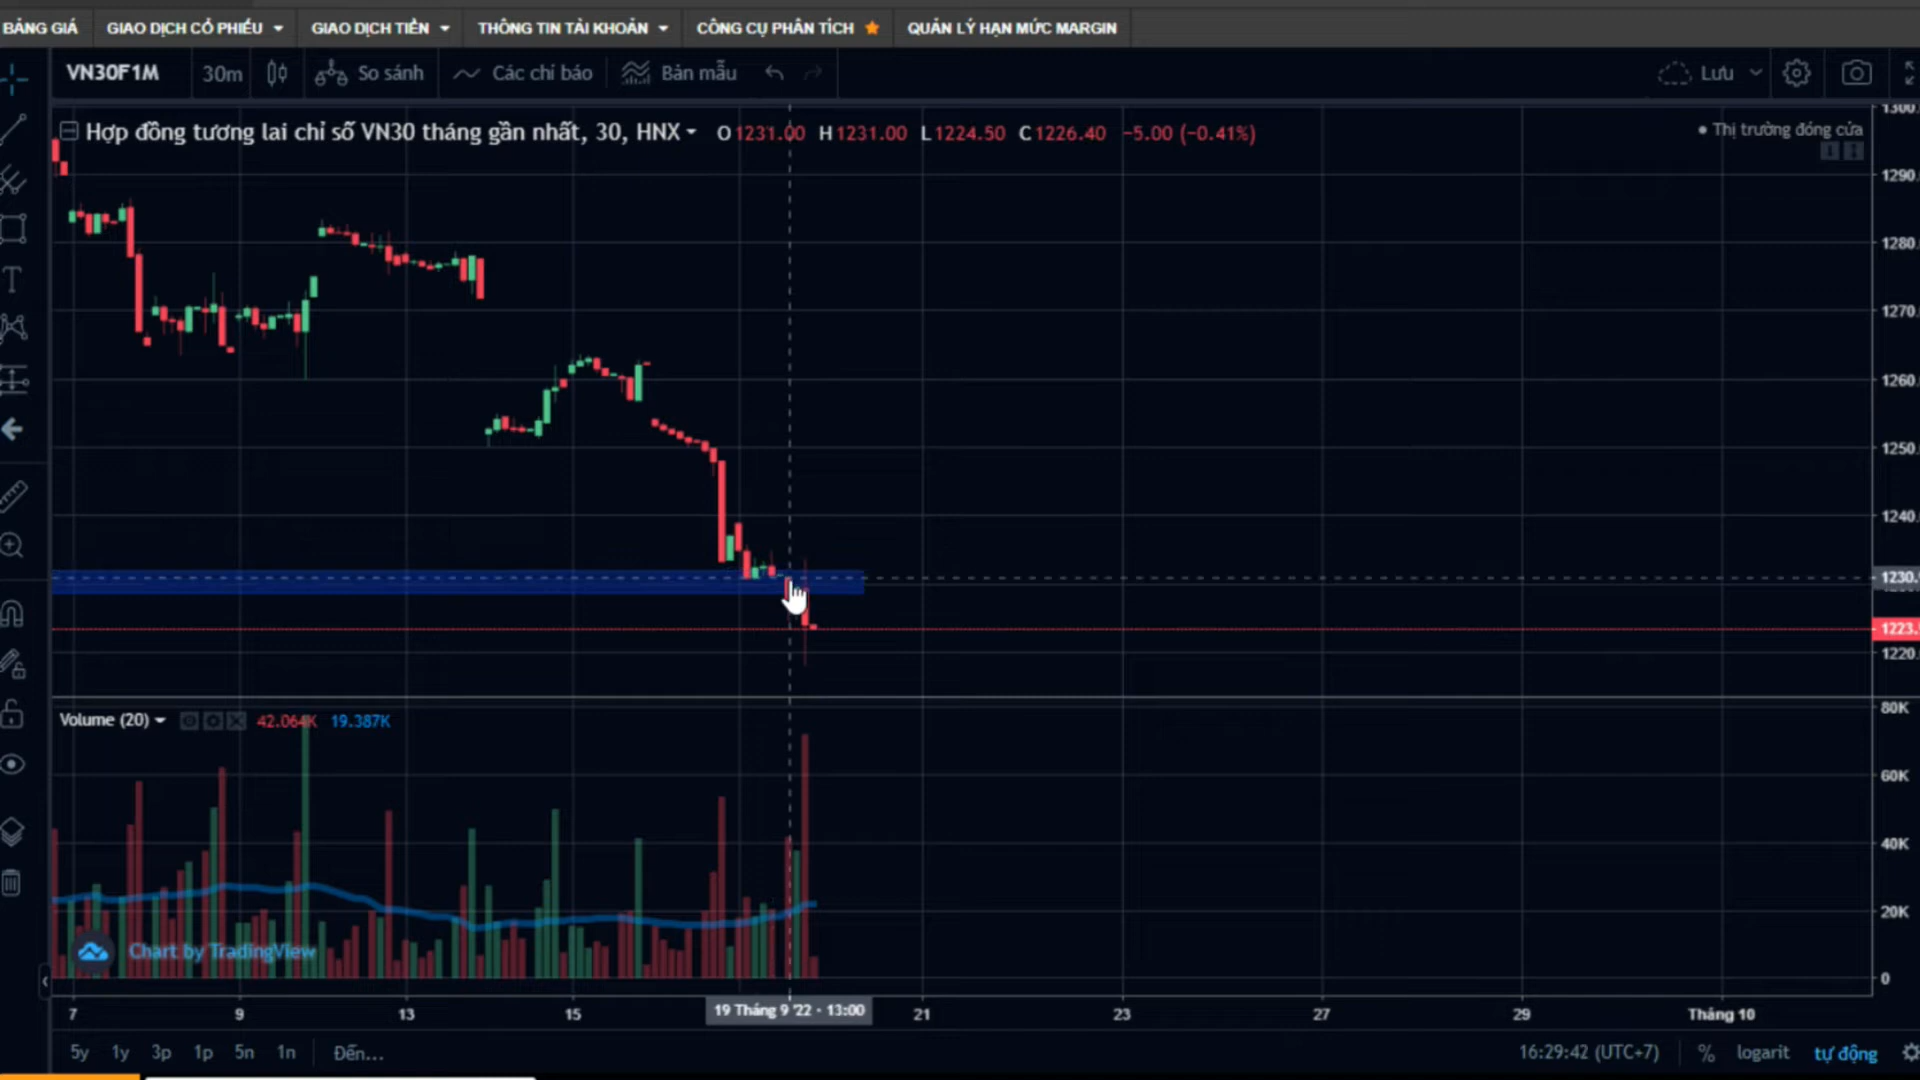 BẢNG GIÁ GIAO DỊCH CỔ PHIẾU GIAO DỊCH TIỀN THÔNG TIN TÀI KHOẢN CÔNG CỤ PHÂN TÍCH QUẢN LÝ HẠN MỨC MARGIN
VN30F1M 30m So sánh Các chỉ báo Bản mẫu Lưu
Hợp đồng tương lai chỉ số VN30 tháng gần nhất, 30, HNX O1231.00 H1231.00 L1224.50 C1226.40 −5.00 (−0.41%)
Thị trường đóng cửa
1300.
1290.
1280.
1270.
1260.
1250.
1240.
1230.
1223.
1220.
Volume (20) 42.064K 19.387K
80K
60K
40K
20K
0
Chart by TradingView
7 9 13 15 19 Tháng 9 '22 - 13:00 21 23 27 29 Tháng 10
5y 1y 3p 1p 5n 1n Đến... 16:29:42 (UTC+7) % logarit tự động